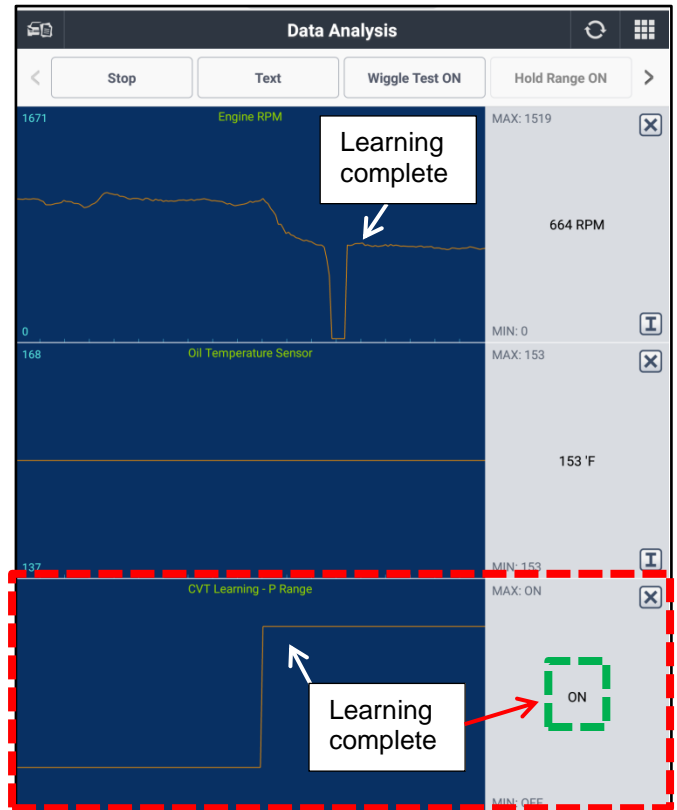 Data Analysis
Stop Text Wiggle Test ON Hold Range ON
1671 Engine RPM MAX: 1519
Learning
complete
664 RPM
0 MIN: 0
168 Oil Temperature Sensor MAX: 153
153 'F
137 MIN: 153
CVT Learning - P Range MAX: ON
ON
Learning
complete
MIN: OFF